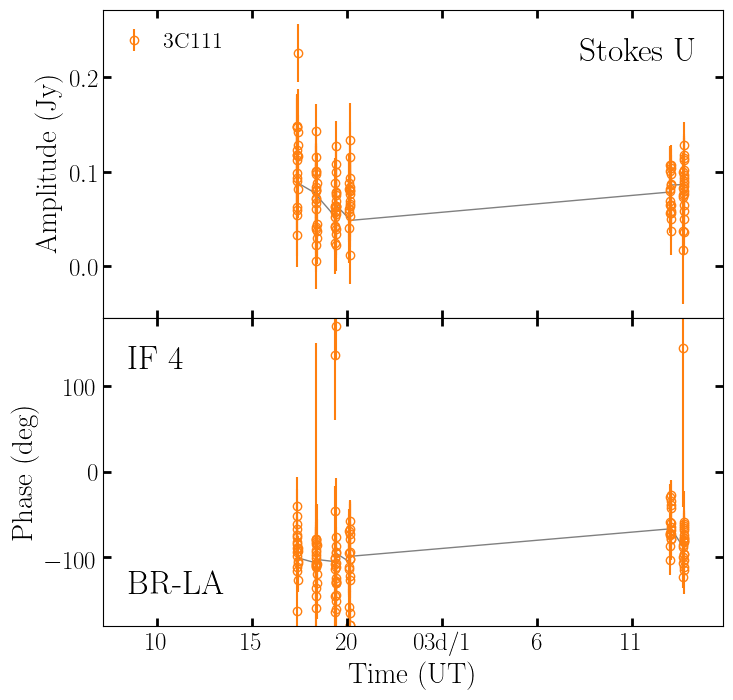 3C111
Stokes U
Amplitude (Jy)
0.2
0.1
0.0
IF 4
Phase (deg)
100
0
−100
BR-LA
10 15 20 03d/1 6 11
Time (UT)